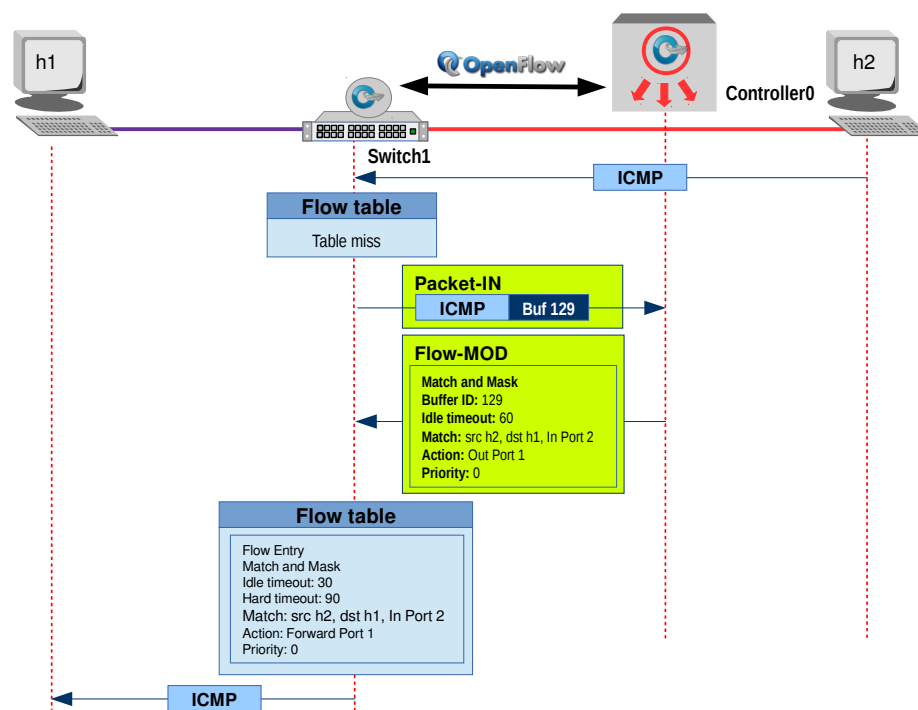 h1
OpenFlow
Controller0
h2
Switch1
ICMP
Flow table
Table miss
Packet-IN
ICMP Buf 129
Flow-MOD
Match and Mask
Buffer ID: 129
Idle timeout: 60
Match: src h2, dst h1, In Port 2
Action: Out Port 1
Priority: 0
Flow table
Flow Entry
Match and Mask
Idle timeout: 30
Hard timeout: 90
Match: src h2, dst h1, In Port 2
Action: Forward Port 1
Priority: 0
ICMP